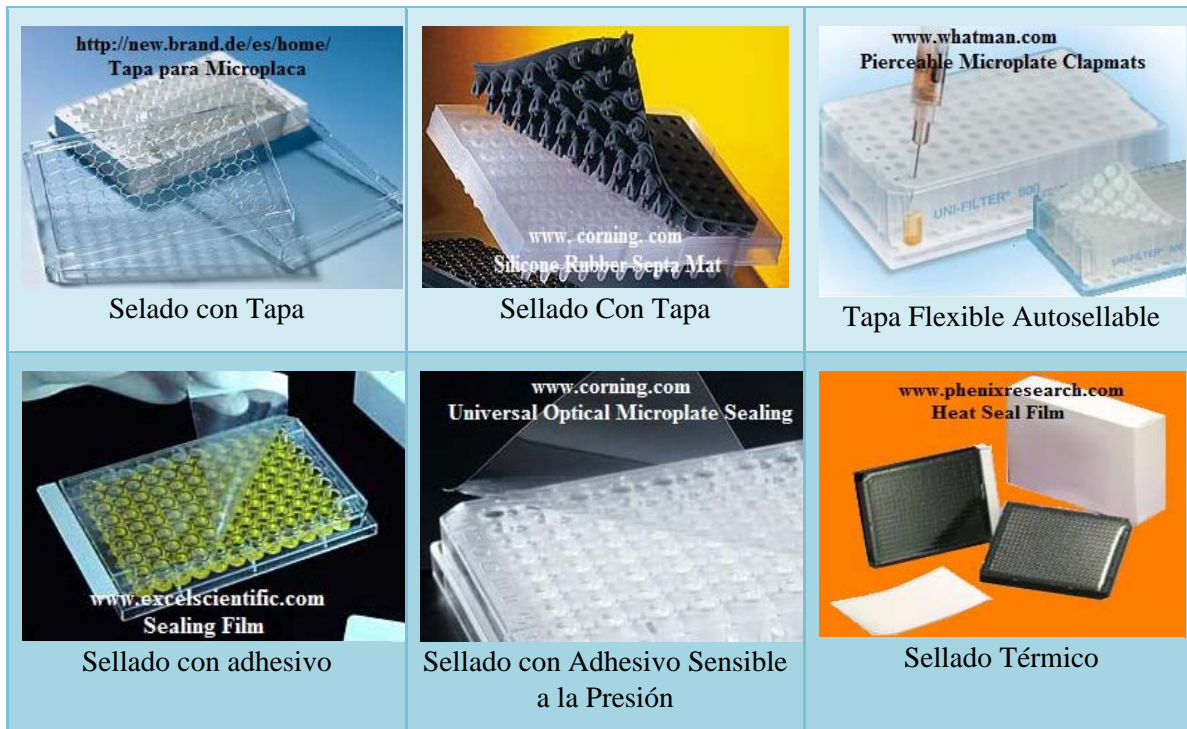 http://new.brand.de/es/home/
Tapa para Microplaca
Selado con Tapa
www. corning. com
Silicone Rubber Septa Mat
Sellado Con Tapa
www.whatman.com
Pierceable Microplate Clapmats
UNI-FILTER® 800
UNI-FILTER®
Tapa Flexible Autosellable
www.excelscientific.com
Sealing Film
Sellado con adhesivo
www.corning.com
Universal Optical Microplate Sealing
Sellado con Adhesivo Sensible
a la Presión
www.phenixresearch.com
Heat Seal Film
Sellado Térmico